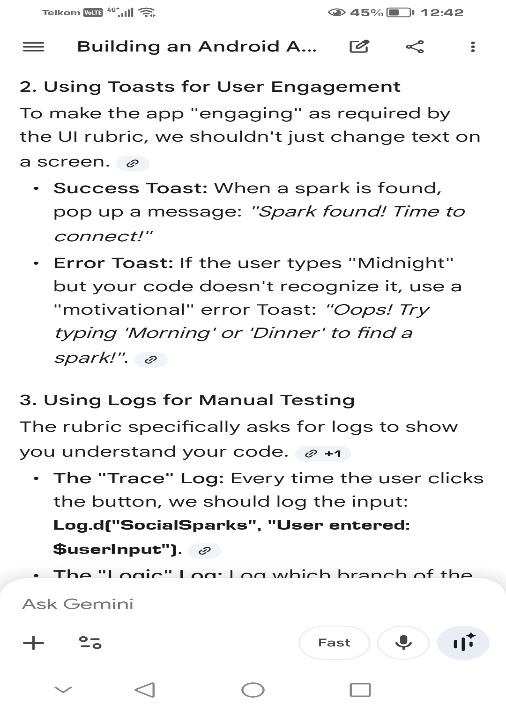 Telkom VoLTE 4G+ 45% 12:42
Building an Android A...
2. Using Toasts for User Engagement
To make the app "engaging" as required by
the UI rubric, we shouldn't just change text on
a screen.
• Success Toast: When a spark is found,
pop up a message: "Spark found! Time to
connect!"
• Error Toast: If the user types "Midnight"
but your code doesn't recognize it, use a
"motivational" error Toast: "Oops! Try
typing 'Morning' or 'Dinner' to find a
spark!".
3. Using Logs for Manual Testing
The rubric specifically asks for logs to show
you understand your code. +1
• The "Trace" Log: Every time the user clicks
the button, we should log the input:
Log.d("SocialSparks", "User entered:
$userInput").
• The "Logic" Log: Log which branch of the
Ask Gemini
Fast